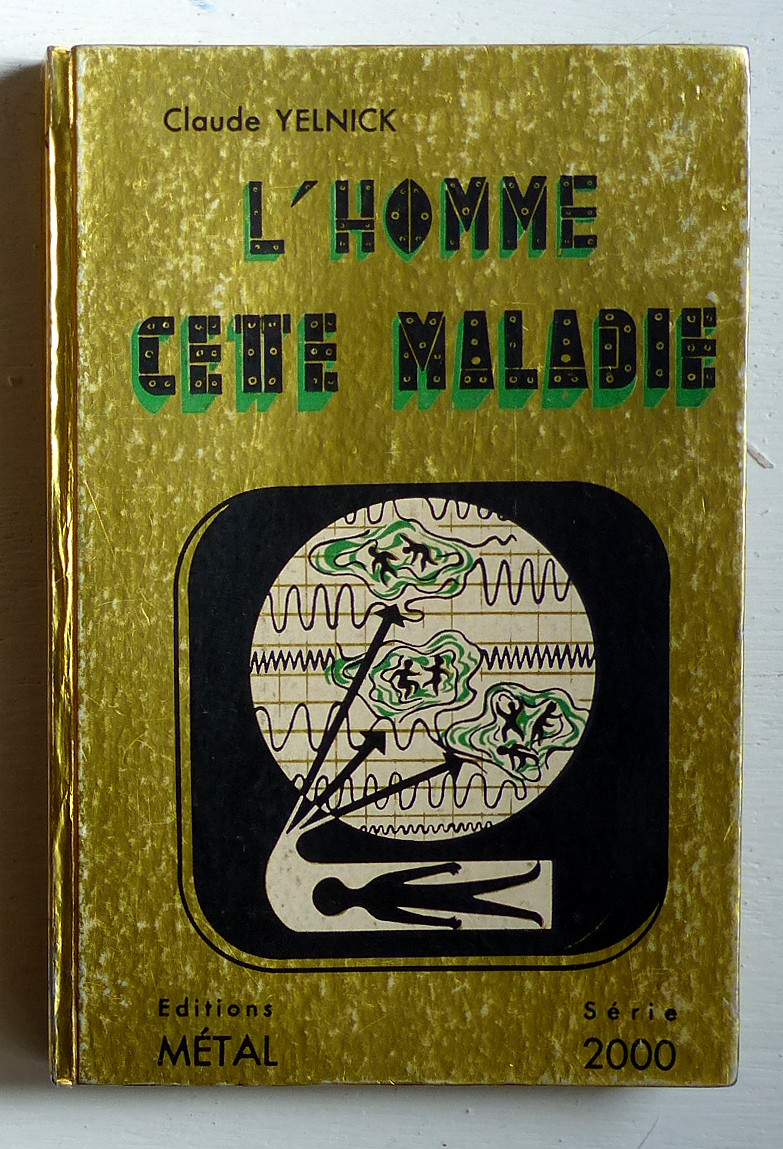 Claude YELNICK
L'HOMME
CETTE MALADIE
Editions
MÉTAL
Série
2000